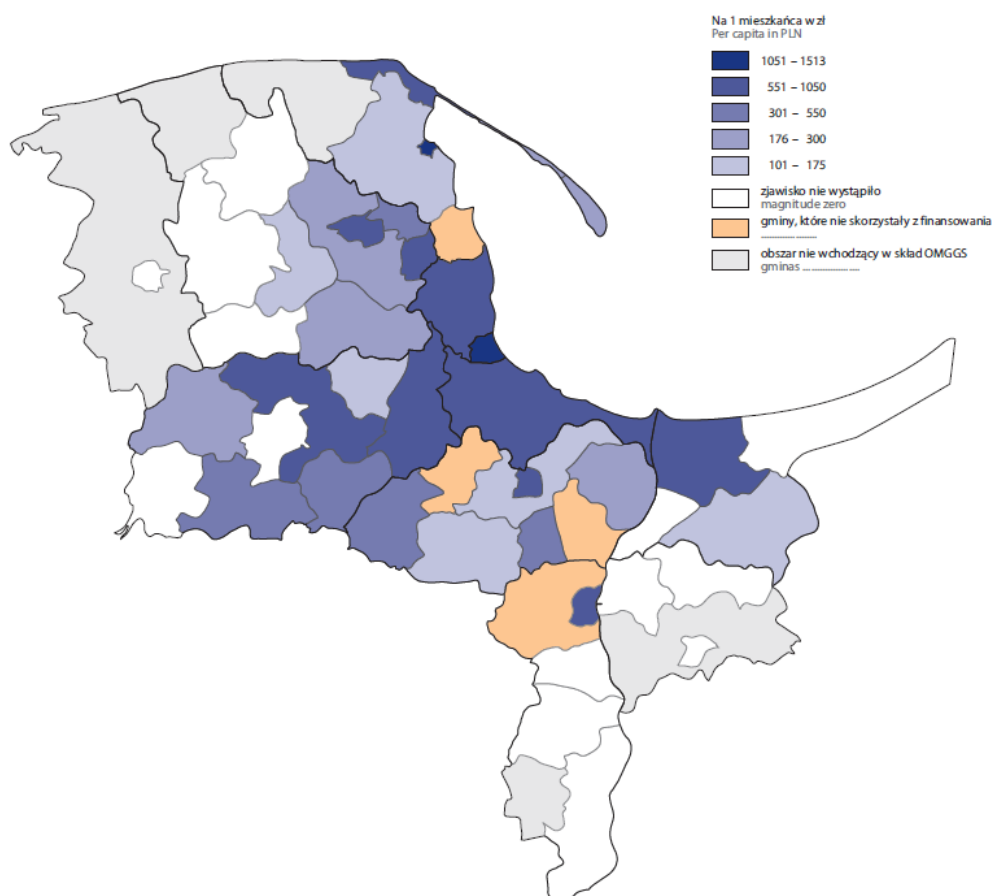 Na 1 mieszkańca w zł
Per capita in PLN
1051 – 1513
551 – 1050
301 – 550
176 – 300
101 – 175
zjawisko nie wystąpiło
magnitude zero
gminy, które nie skorzystały z finansowania
......................
obszar nie wchodzący w skład OMGGS
gminas ......................